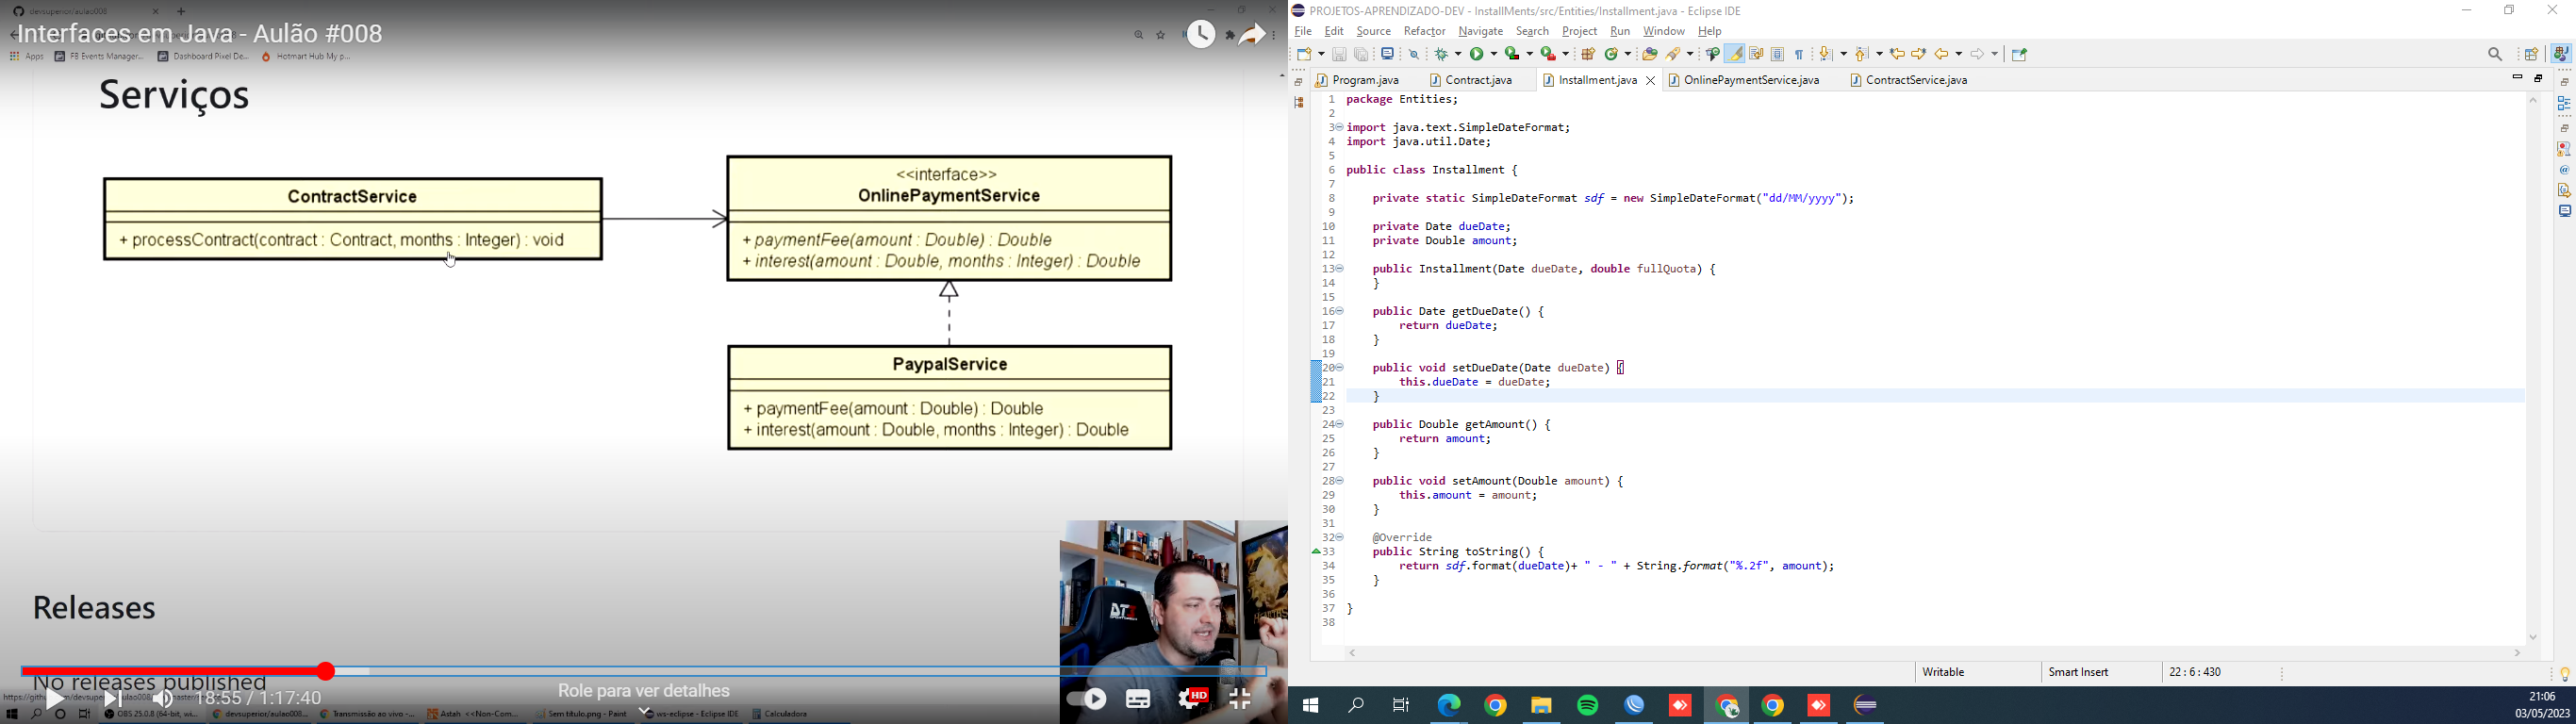 devsuperior/aulao008
Interfaces em Java - Aulão #008
Apps
FB Events Manager...
Dashboard Pixel De...
Hotmart Hub My p...
Serviços
ContractService
+ processContract(contract : Contract, months : Integer) : void
<<interface>>
OnlinePaymentService
+ paymentFee(amount : Double) : Double
+ interest(amount : Double, months : Integer) : Double
PaypalService
+ paymentFee(amount : Double) : Double
+ interest(amount : Double, months : Integer) : Double
Releases
No releases published
18:55 / 1:17:40
Role para ver detalhes
HD
OBS 25.0.8 (64-bit, wi...
devsuperior/aulao008...
Transmissão ao vivo -...
Astah <<Non-Com...
Sem título.png - Paint
ws-eclipse - Eclipse IDE
Calculadora
PROJETOS-APRENDIZADO-DEV - InstallMents/src/Entities/Installment.java - Eclipse IDE
File Edit Source Refactor Navigate Search Project Run Window Help
Program.java
Contract.java
Installment.java
OnlinePaymentService.java
ContractService.java
1 package Entities;
2
3 import java.text.SimpleDateFormat;
4 import java.util.Date;
5
6 public class Installment {
7
8 private static SimpleDateFormat sdf = new SimpleDateFormat("dd/MM/yyyy");
9
10 private Date dueDate;
11 private Double amount;
12
13 public Installment(Date dueDate, double fullQuota) {
14 }
15
16 public Date getDueDate() {
17 return dueDate;
18 }
19
20 public void setDueDate(Date dueDate) {
21 this.dueDate = dueDate;
22 }
23
24 public Double getAmount() {
25 return amount;
26 }
27
28 public void setAmount(Double amount) {
29 this.amount = amount;
30 }
31
32 @Override
33 public String toString() {
34 return sdf.format(dueDate)+ " - " + String.format("%.2f", amount);
35 }
36
37 }
38
Writable
Smart Insert
22 : 6 : 430
21:06
03/05/2023